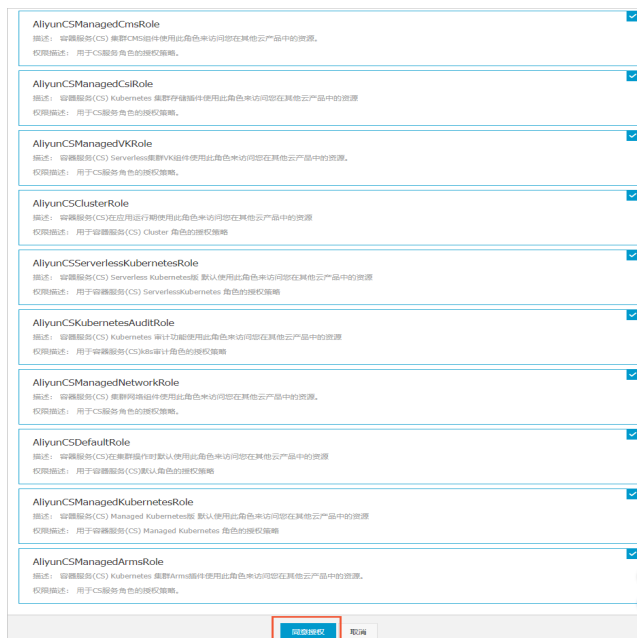 AliyunCSManagedCmsRole
描述： 容器服务(CS) 集群CMS组件使用此角色来访问您在其他云产品中的资源。
权限描述： 用于CS服务角色的授权策略。
AliyunCSManagedCsiRole
描述： 容器服务(CS) Kubernetes 集群存储插件使用此角色来访问您在其他云产品中的资源
权限描述： 用于CS服务角色的授权策略。
AliyunCSManagedVKRole
描述： 容器服务(CS) Serverless集群VK组件使用此角色来访问您在其他云产品中的资源。
权限描述： 用于CS服务角色的授权策略。
AliyunCSClusterRole
描述： 容器服务(CS)在应用运行期使用此角色来访问您在其他云产品中的资源
权限描述： 用于容器服务(CS) Cluster 角色的授权策略
AliyunCSServerlessKubernetesRole
描述： 容器服务(CS) Serverless Kubernetes版 默认使用此角色来访问您在其他云产品中的资源
权限描述： 用于容器服务(CS) ServerlessKubernetes 角色的授权策略
AliyunCSKubernetesAuditRole
描述： 容器服务(CS) Kubernetes 审计功能使用此角色来访问您在其他云产品中的资源
权限描述： 用于容器服务(CS)k8s审计角色的授权策略
AliyunCSManagedNetworkRole
描述： 容器服务(CS) 集群网络组件使用此角色来访问您在其他云产品中的资源。
权限描述： 用于CS服务角色的授权策略。
AliyunCSDefaultRole
描述： 容器服务(CS)在集群操作时默认使用此角色来访问您在其他云产品中的资源
权限描述： 用于容器服务(CS)默认角色的授权策略
AliyunCSManagedKubernetesRole
描述： 容器服务(CS) Managed Kubernetes版 默认使用此角色来访问您在其他云产品中的资源
权限描述： 用于容器服务(CS) Managed Kubernetes 角色的授权策略
AliyunCSManagedArmsRole
描述： 容器服务(CS) Kubernetes 集群Arms插件使用此角色来访问您在其他云产品中的资源。
权限描述： 用于CS服务角色的授权策略。
同意授权 取消